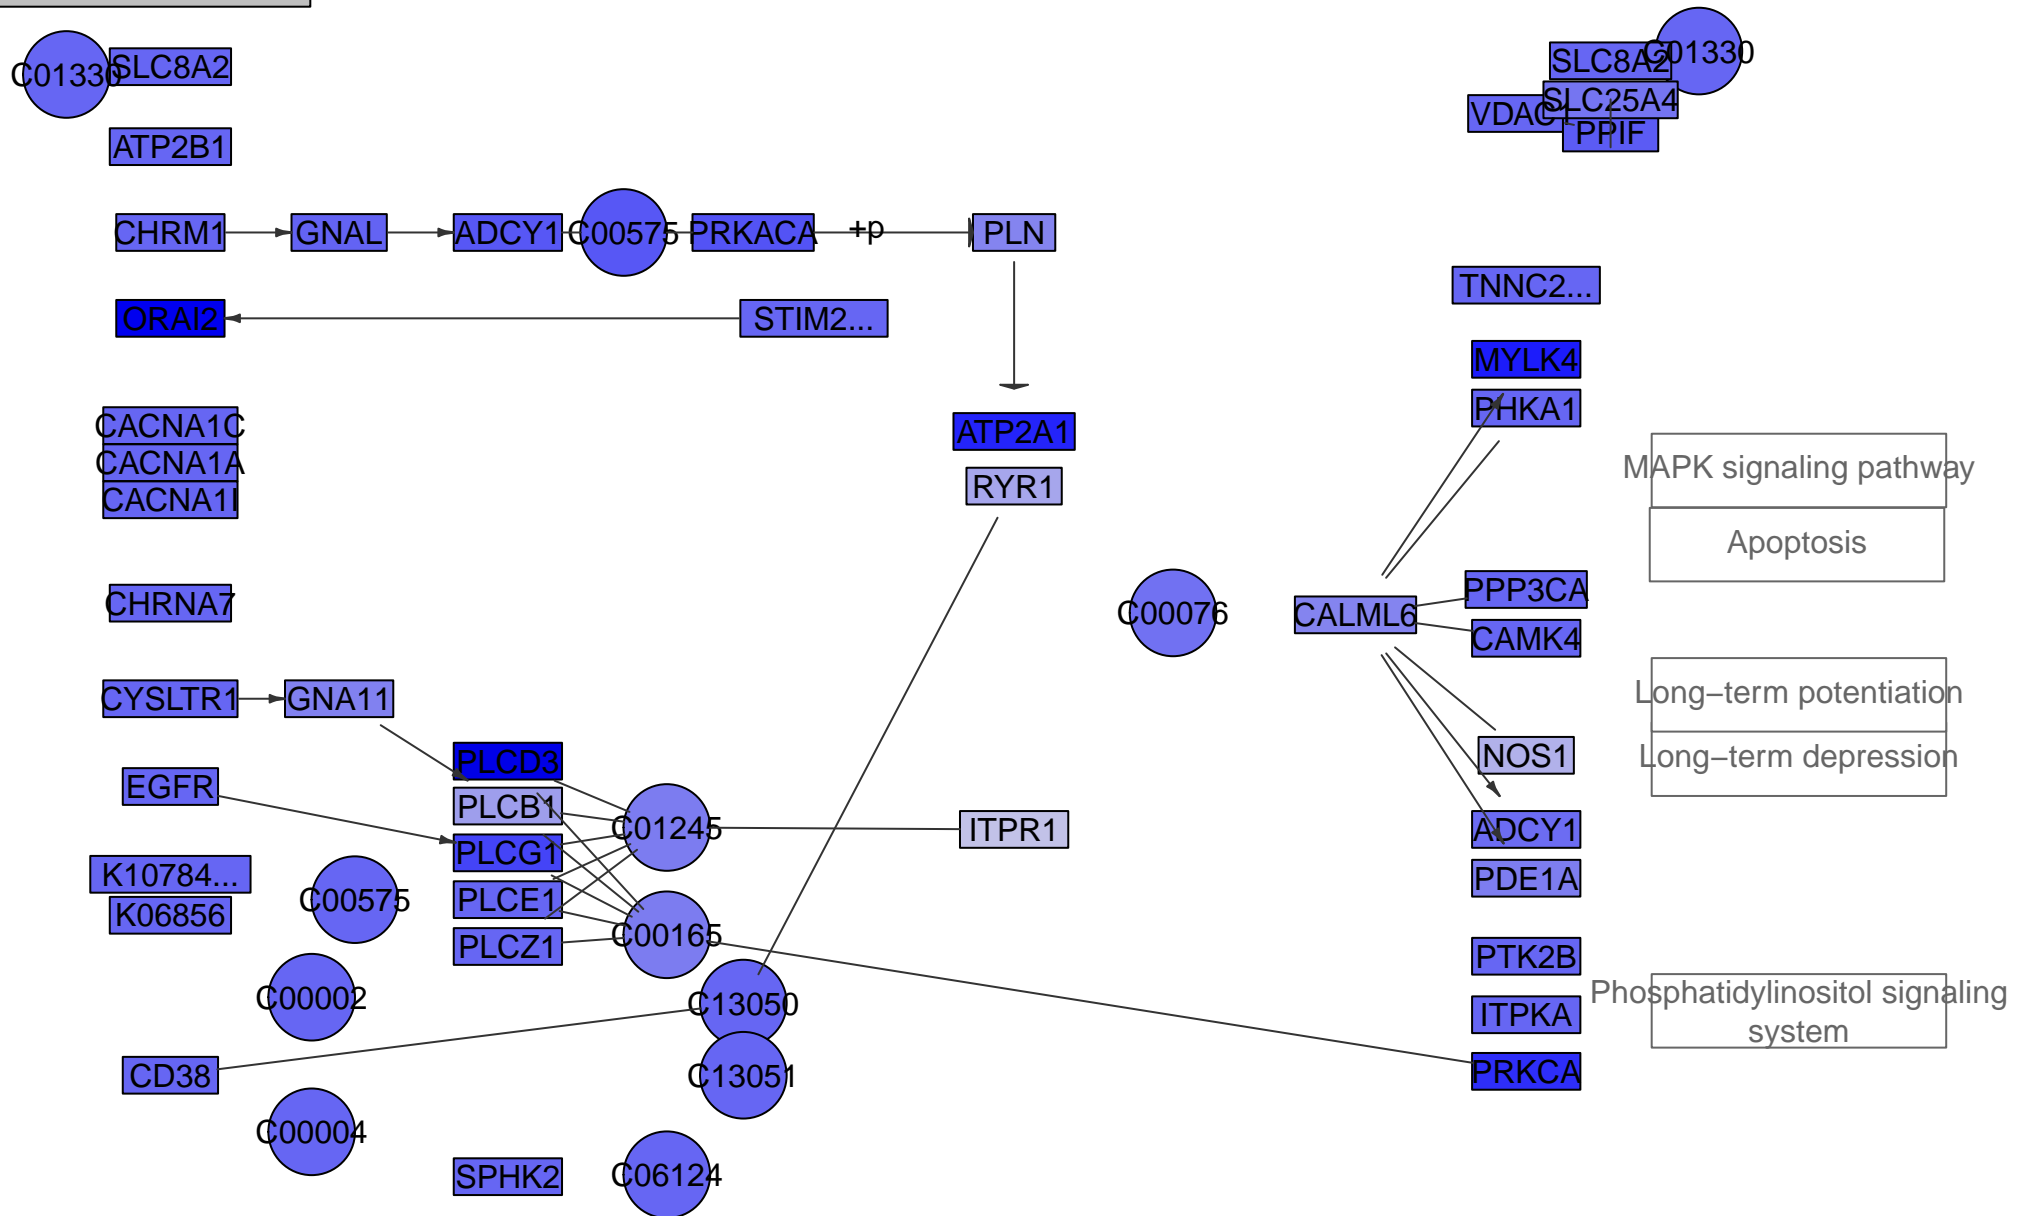 C01330
SLC8A2
SLC8A2
C01330
SLC25A4
VDAC1
PPIF
ATP2B1
CHRM1
GNAL
ADCY1
C00575
PRKACA
+p
PLN
TNNC2...
ORAI2
STIM2...
MYLK4
PHKA1
CACNA1C
CACNA1A
CACNA1I
ATP2A1
RYR1
MAPK signaling pathway
Apoptosis
CHRNA7
C00076
CALML6
PPP3CA
CAMK4
CYSLTR1
GNA11
Long−term potentiation
Long−term depression
NOS1
PLCD3
EGFR
PLCB1
C01245
ITPR1
ADCY1
PLCG1
K10784...
C00575
PLCE1
PDE1A
K06856
C00165
PLCZ1
PTK2B
C00002
C13050
ITPKA
Phosphatidylinositol signaling
system
CD38
C13051
PRKCA
C00004
SPHK2
C06124